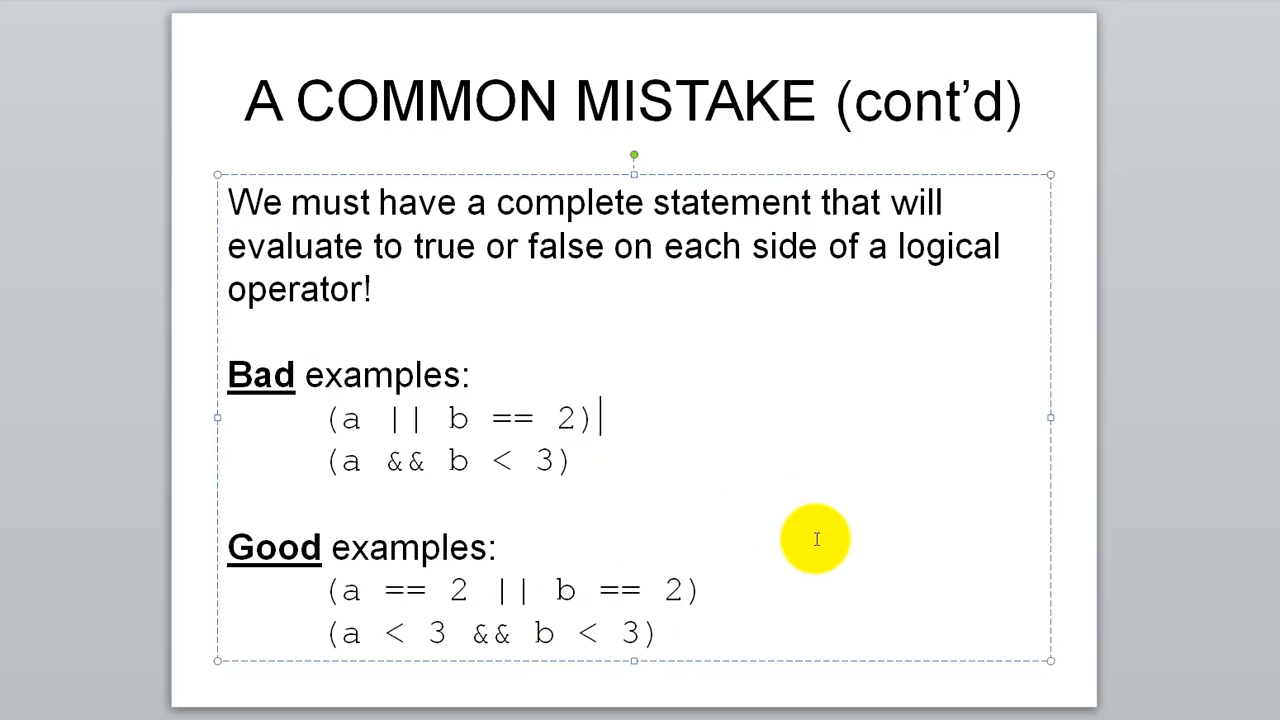 A COMMON MISTAKE (cont’d)
We must have a complete statement that will
evaluate to true or false on each side of a logical
operator!
Bad examples:
(a || b == 2)
(a && b < 3)
Good examples:
(a == 2 || b == 2)
(a < 3 && b < 3)